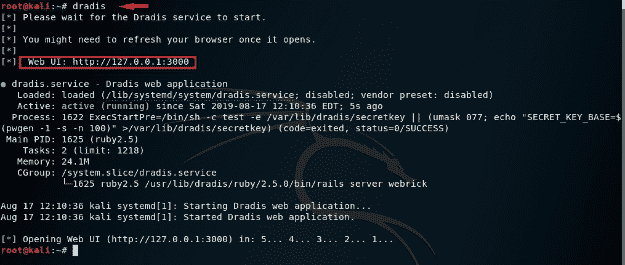 root@kali:~# dradis
[*] Please wait for the Dradis service to start.
[*]
[*] You might need to refresh your browser once it opens.
[*]
[*]  Web UI: http://127.0.0.1:3000
● dradis.service - Dradis web application
Loaded: loaded (/lib/systemd/system/dradis.service; disabled; vendor preset: disabled)
Active: active (running) since Sat 2019-08-17 12:10:36 EDT; 5s ago
Process: 1622 ExecStartPre=/bin/sh -c test -e /var/lib/dradis/secretkey || (umask 077; echo "SECRET_KEY_BASE=$
(pwgen -1 -s -n 100)" >/var/lib/dradis/secretkey) (code=exited, status=0/SUCCESS)
Main PID: 1625 (ruby2.5)
Tasks: 2 (limit: 1218)
Memory: 24.1M
CGroup: /system.slice/dradis.service
└─1625 ruby2.5 /usr/lib/dradis/ruby/2.5.0/bin/rails server webrick
Aug 17 12:10:36 kali systemd[1]: Starting Dradis web application...
Aug 17 12:10:36 kali systemd[1]: Started Dradis web application.
[*] Opening Web UI (http://127.0.0.1:3000) in: 5... 4... 3... 2... 1...
root@kali:~#